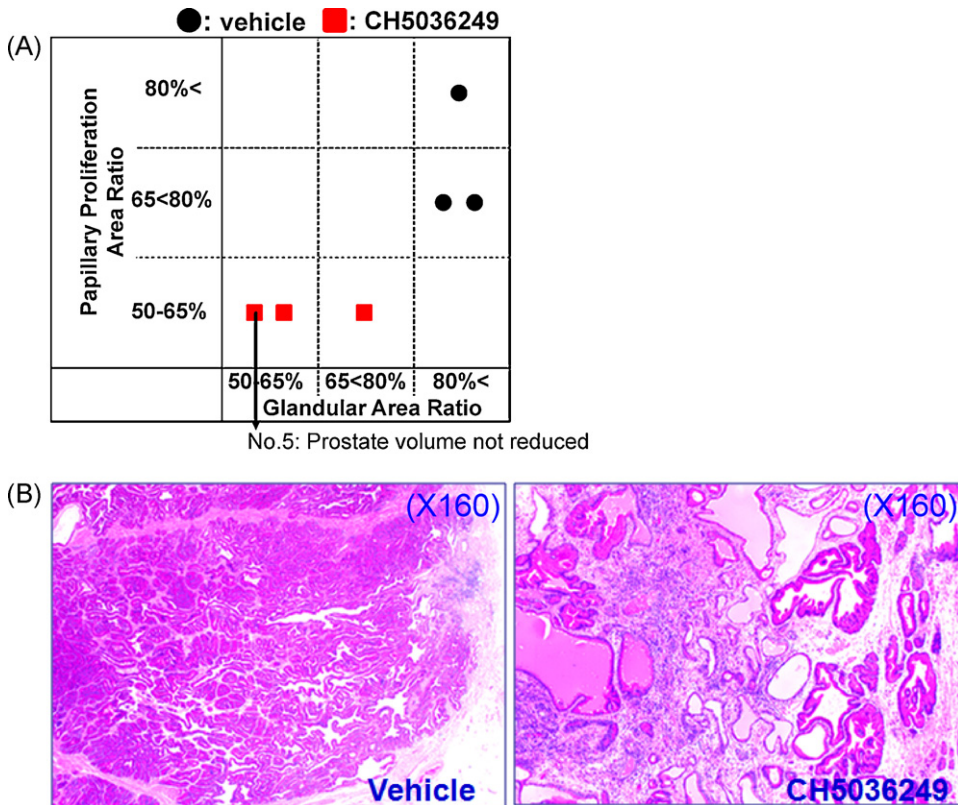 ●: vehicle ■: CH5036249
(A)
Papillary Proliferation
Area Ratio
80%<
65<80%
50-65%
50-65% 65<80% 80%<
Glandular Area Ratio
No.5: Prostate volume not reduced
(B)
(X160) (X160)
Vehicle CH5036249